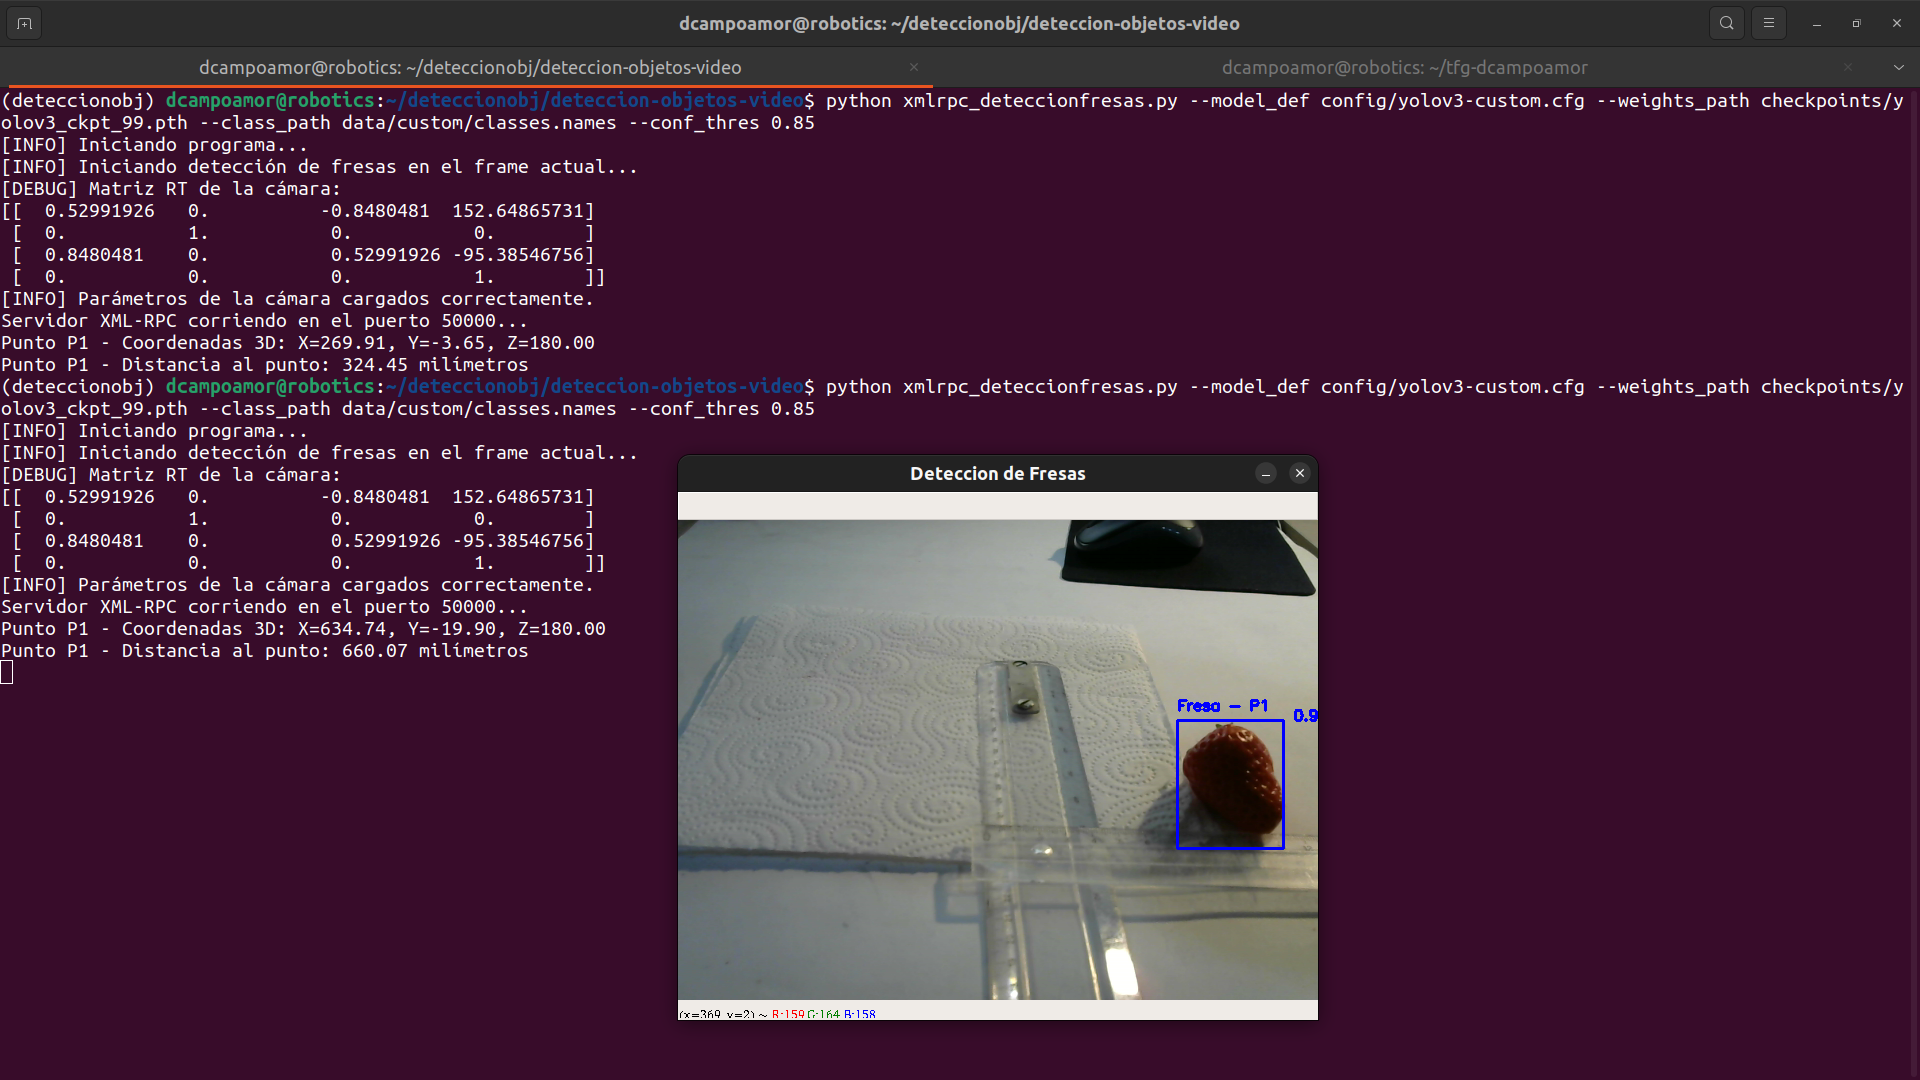 dcampoamor@robotics: ~/deteccionobj/deteccion-objetos-video
dcampoamor@robotics: ~/deteccionobj/deteccion-objetos-video
dcampoamor@robotics: ~/tfg-dcampoamor
(deteccionobj) dcampoamor@robotics:~/deteccionobj/deteccion-objetos-video$ python xmlrpc_deteccionfresas.py --model_def config/yolov3-custom.cfg --weights_path checkpoints/y
olov3_ckpt_99.pth --class_path data/custom/classes.names --conf_thres 0.85
[INFO] Iniciando programa...
[INFO] Iniciando detección de fresas en el frame actual...
[DEBUG] Matriz RT de la cámara:
[[ 0.52991926 0. -0.8480481 152.64865731]
[ 0. 1. 0. 0. ]
[ 0.8480481 0. 0.52991926 -95.38546756]
[ 0. 0. 0. 1. ]]
[INFO] Parámetros de la cámara cargados correctamente.
Servidor XML-RPC corriendo en el puerto 50000...
Punto P1 - Coordenadas 3D: X=269.91, Y=-3.65, Z=180.00
Punto P1 - Distancia al punto: 324.45 milímetros
(deteccionobj) dcampoamor@robotics:~/deteccionobj/deteccion-objetos-video$ python xmlrpc_deteccionfresas.py --model_def config/yolov3-custom.cfg --weights_path checkpoints/y
olov3_ckpt_99.pth --class_path data/custom/classes.names --conf_thres 0.85
[INFO] Iniciando programa...
[INFO] Iniciando detección de fresas en el frame actual...
[DEBUG] Matriz RT de la cámara:
[[ 0.52991926 0. -0.8480481 152.64865731]
[ 0. 1. 0. 0. ]
[ 0.8480481 0. 0.52991926 -95.38546756]
[ 0. 0. 0. 1. ]]
[INFO] Parámetros de la cámara cargados correctamente.
Servidor XML-RPC corriendo en el puerto 50000...
Punto P1 - Coordenadas 3D: X=634.74, Y=-19.90, Z=180.00
Punto P1 - Distancia al punto: 660.07 milímetros
Deteccion de Fresas
Fresa - P1
0.9
(x=369, y=2) ~ R:159 G:164 B:158